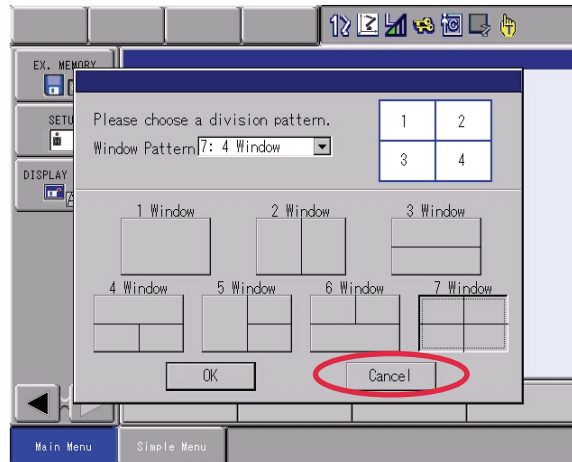 EX. MEMORY
SETU
DISPLAY
Please choose a division pattern.
Window Pattern 7: 4 Window
1 2
3 4
1 Window 2 Window 3 Window
4 Window 5 Window 6 Window 7 Window
OK Cancel
Main Menu Simple Menu